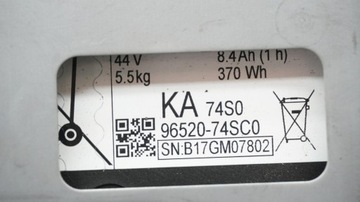 44 V 8.4Ah (1 h)
5.5kg 370 Wh
KA 74S0
96520-74SC0
SN:B17GM07802